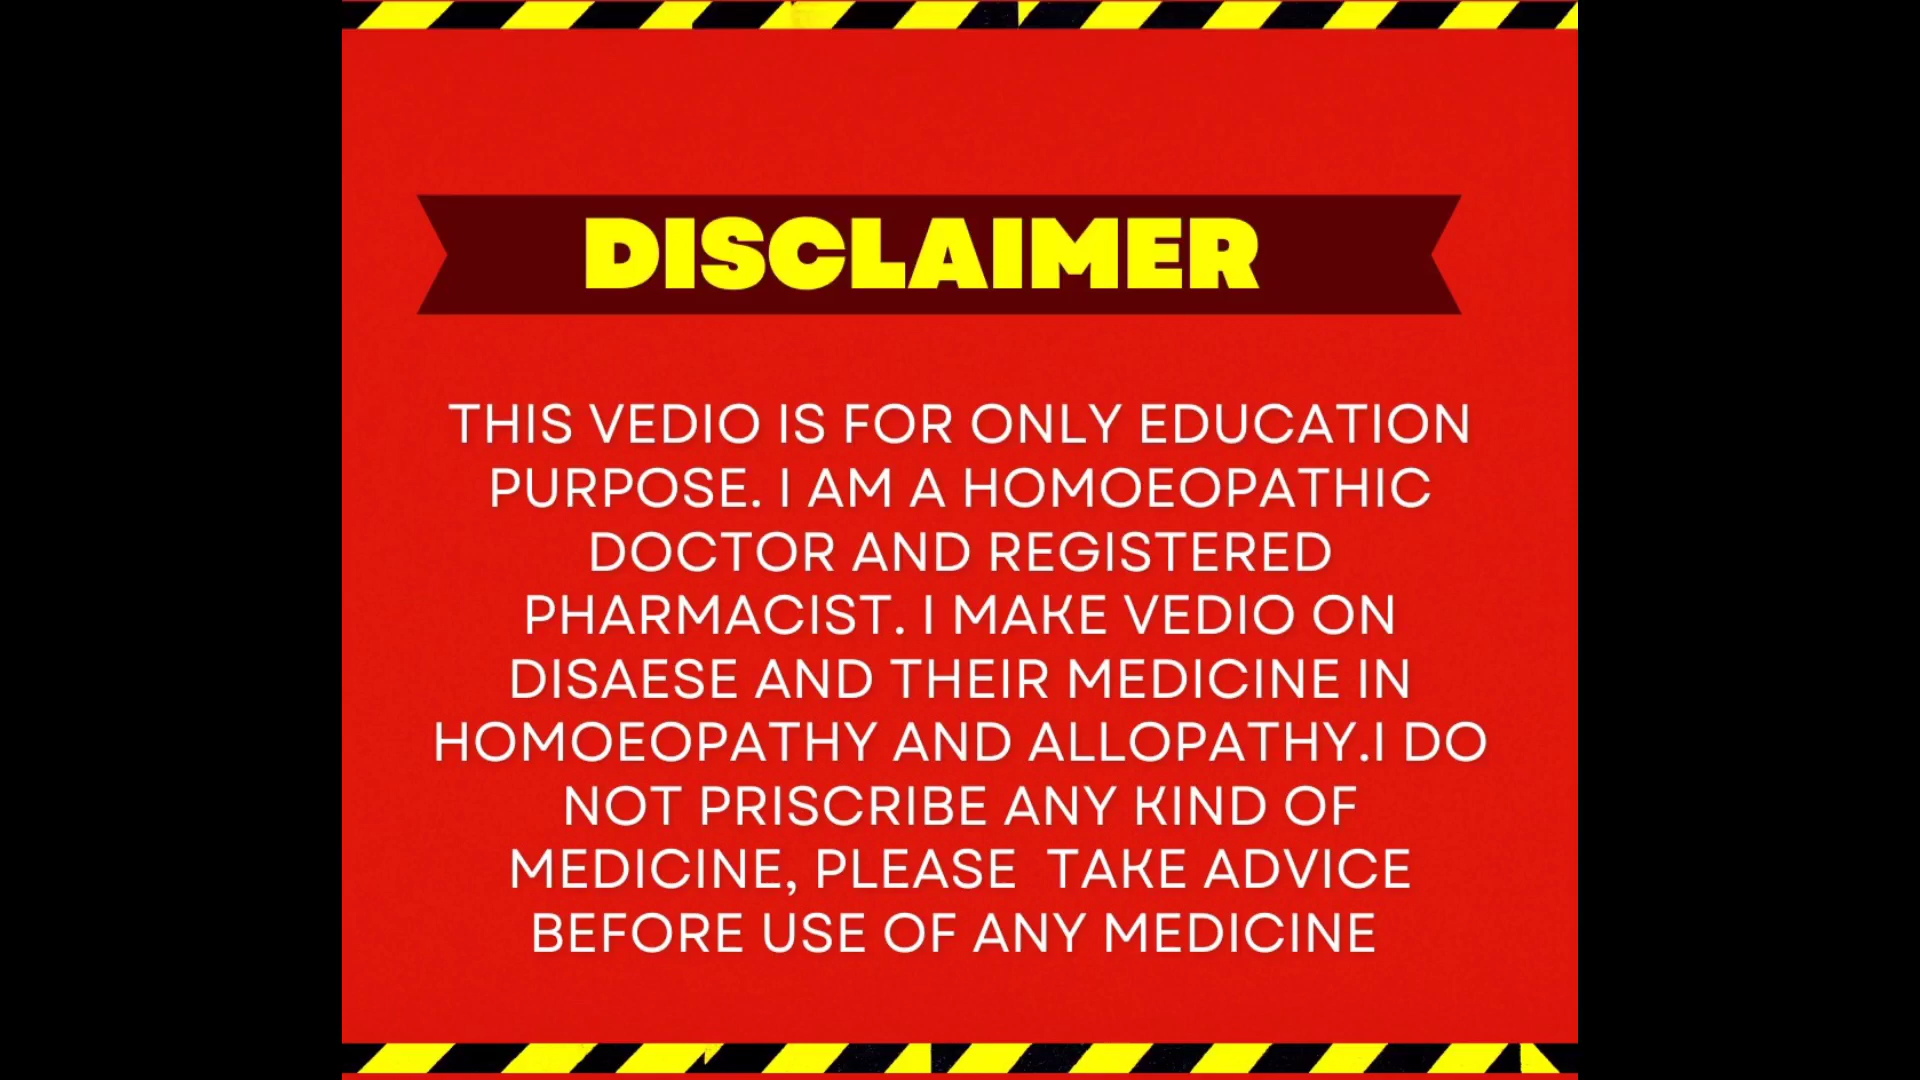 DISCLAIMER
THIS VEDIO IS FOR ONLY EDUCATION
PURPOSE. I AM A HOMOEOPATHIC
DOCTOR AND REGISTERED
PHARMACIST. I MAKE VEDIO ON
DISAESE AND THEIR MEDICINE IN
HOMOEOPATHY AND ALLOPATHY.I DO
NOT PRISCRIBE ANY KIND OF
MEDICINE, PLEASE  TAKE ADVICE
BEFORE USE OF ANY MEDICINE